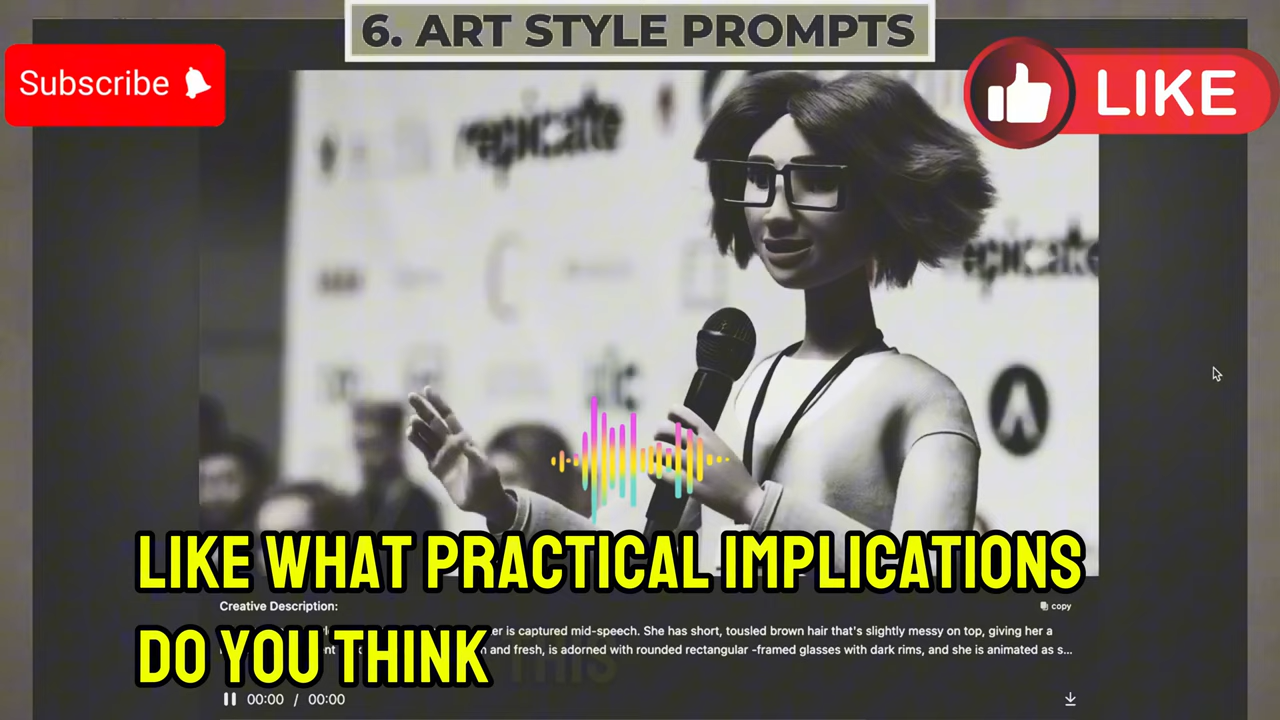 6. ART STYLE PROMPTS
Subscribe
LIKE
Creative Description:
copy
er is captured mid-speech. She has short, tousled brown hair that's slightly messy on top, giving her a
and fresh, is adorned with rounded rectangular -framed glasses with dark rims, and she is animated as s...
LIKE WHAT PRACTICAL IMPLICATIONS
DO YOU THINK THIS
00:00 / 00:00